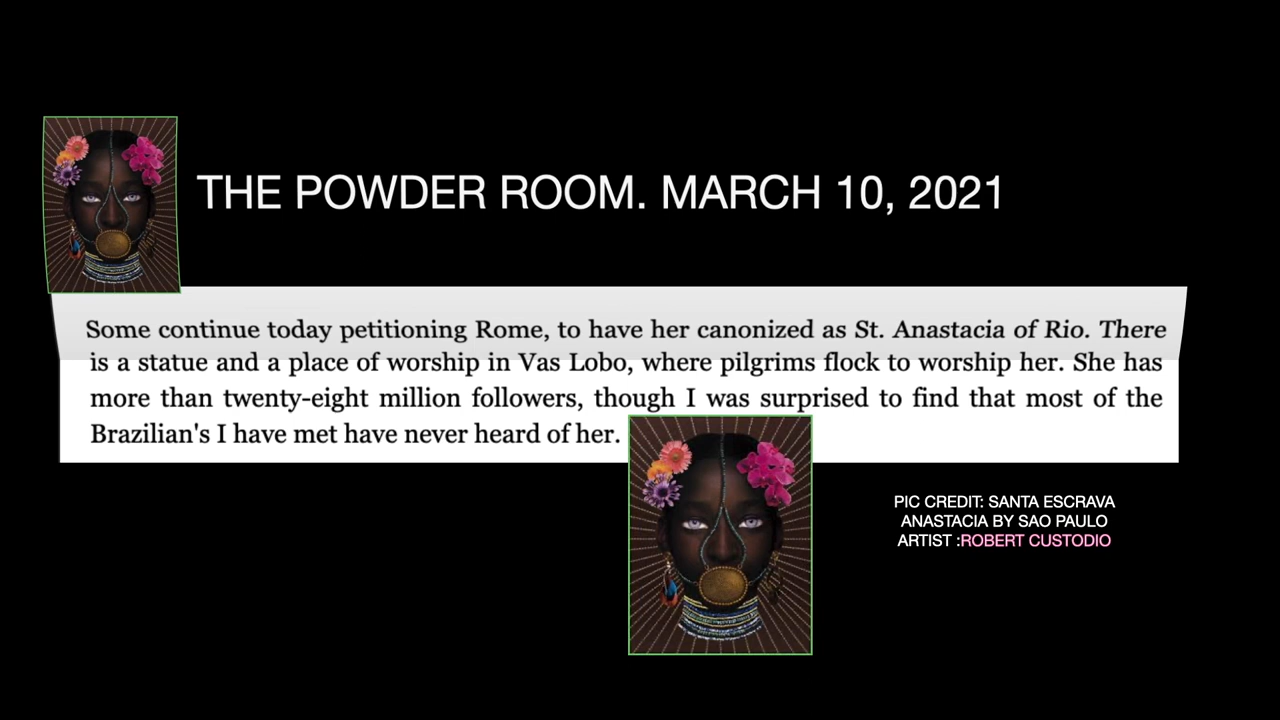 THE POWDER ROOM. MARCH 10, 2021
Some continue today petitioning Rome, to have her canonized as St. Anastacia of Rio. There
is a statue and a place of worship in Vas Lobo, where pilgrims flock to worship her. She has
more than twenty-eight million followers, though I was surprised to find that most of the
Brazilian's I have met have never heard of her.
PIC CREDIT: SANTA ESCRAVA
ANASTACIA BY SAO PAULO
ARTIST :ROBERT CUSTODIO